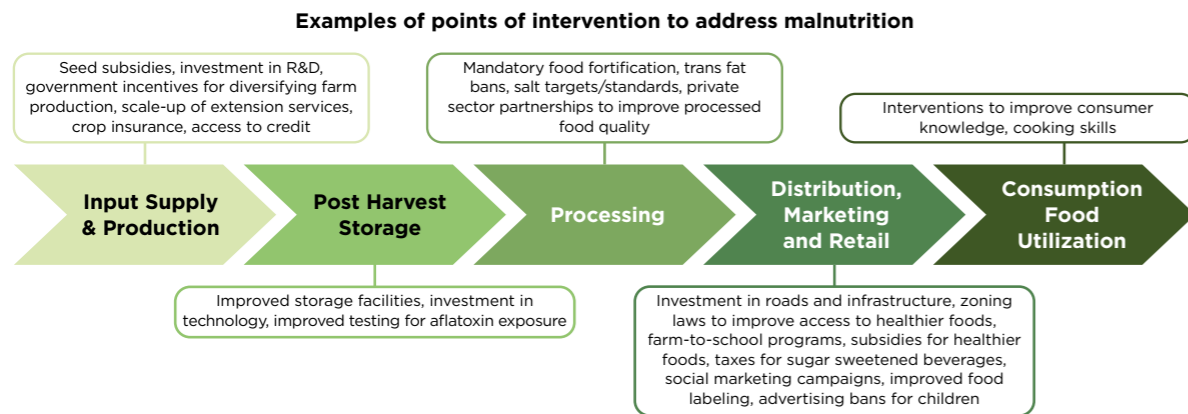 Examples of points of intervention to address malnutrition
Seed subsidies, investment in R&D,
government incentives for diversifying farm
production, scale-up of extension services,
crop insurance, access to credit
Mandatory food fortification, trans fat
bans, salt targets/standards, private
sector partnerships to improve processed
food quality
Interventions to improve consumer
knowledge, cooking skills
Input Supply
& Production
Post Harvest
Storage
Processing
Distribution,
Marketing
and Retail
Consumption
Food
Utilization
Improved storage facilities, investment in
technology, improved testing for aflatoxin exposure
Investment in roads and infrastructure, zoning
laws to improve access to healthier foods,
farm-to-school programs, subsidies for healthier
foods, taxes for sugar sweetened beverages,
social marketing campaigns, improved food
labeling, advertising bans for children